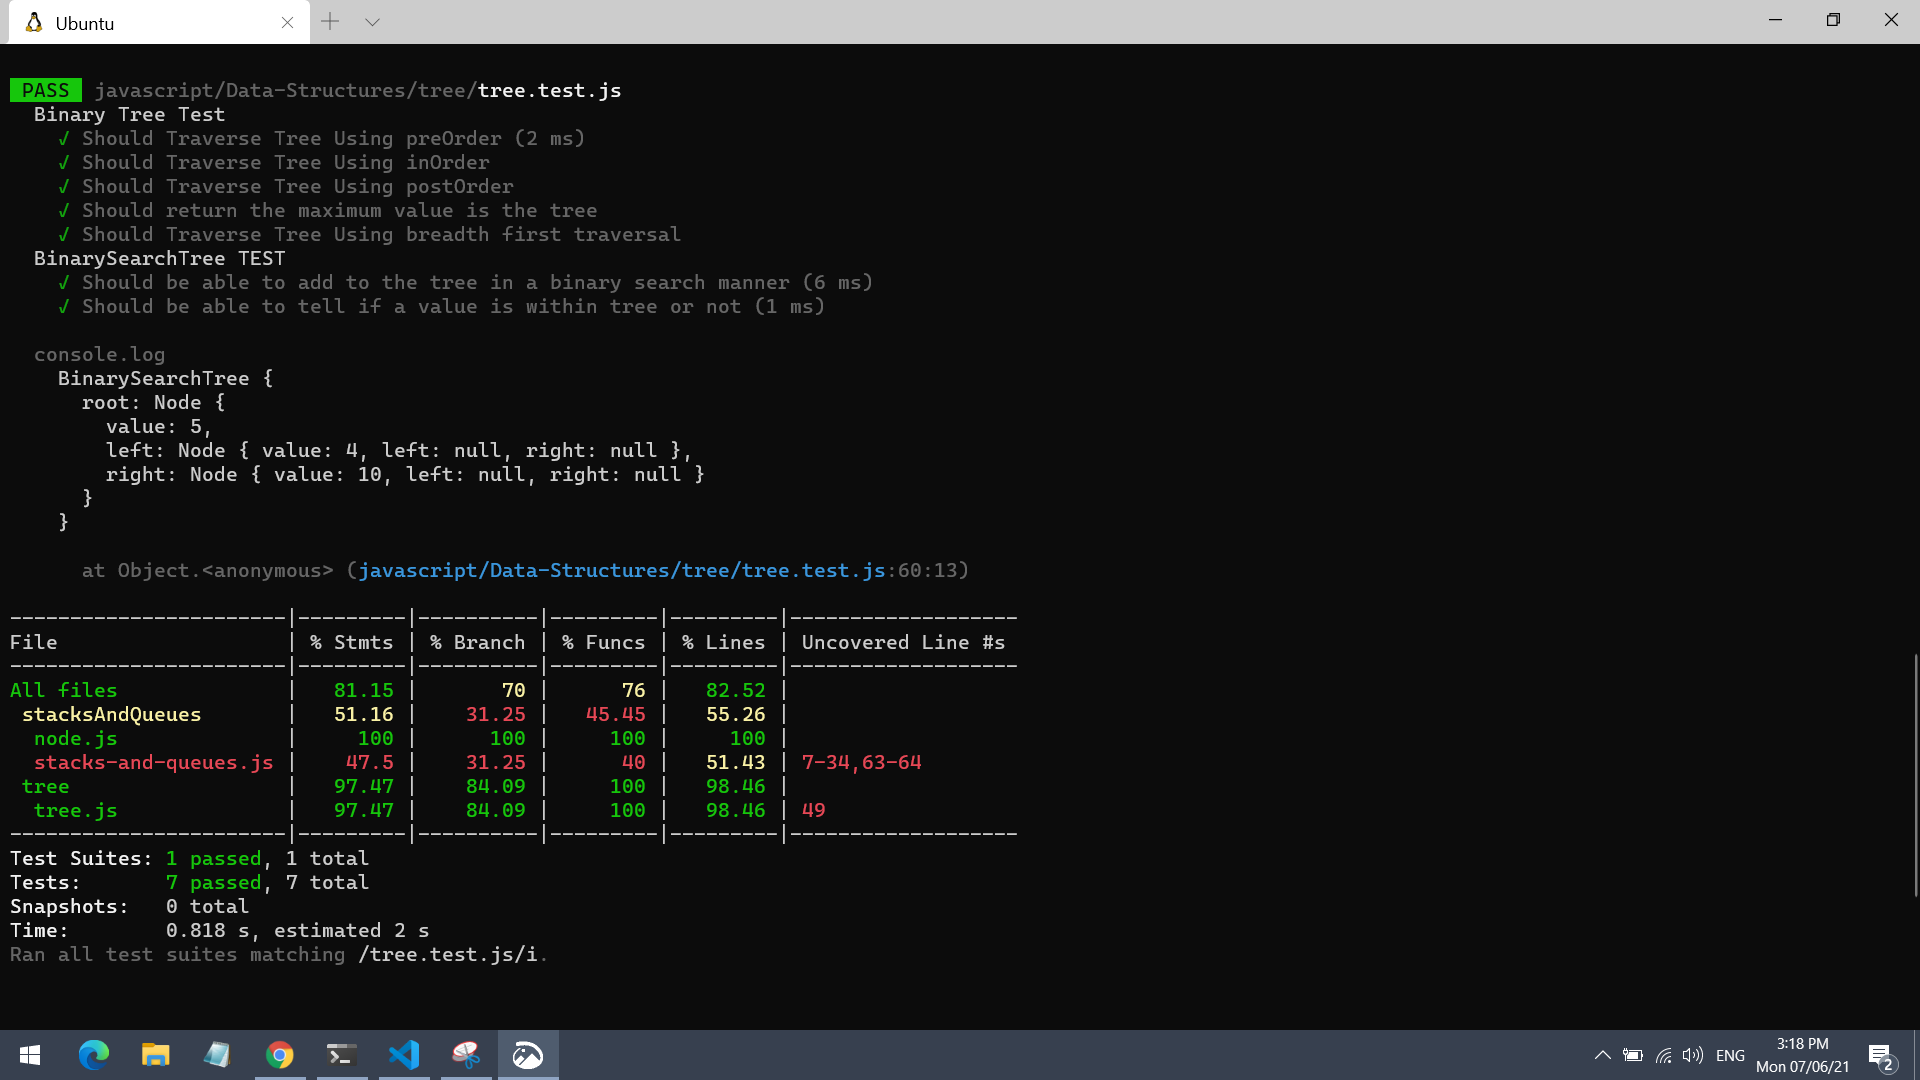 Ubuntu
PASS javascript/Data-Structures/tree/tree.test.js
Binary Tree Test
√ Should Traverse Tree Using preOrder (2 ms)
√ Should Traverse Tree Using inOrder
√ Should Traverse Tree Using postOrder
√ Should return the maximum value is the tree
√ Should Traverse Tree Using breadth first traversal
BinarySearchTree TEST
√ Should be able to add to the tree in a binary search manner (6 ms)
√ Should be able to tell if a value is within tree or not (1 ms)
console.log
BinarySearchTree {
root: Node {
value: 5,
left: Node { value: 4, left: null, right: null },
right: Node { value: 10, left: null, right: null }
}
}
at Object.<anonymous> (javascript/Data-Structures/tree/tree.test.js:60:13)
-----------------------|---------|----------|---------|---------|-------------------
File | % Stmts | % Branch | % Funcs | % Lines | Uncovered Line #s
-----------------------|---------|----------|---------|---------|-------------------
All files | 81.15 | 70 | 76 | 82.52 |
stacksAndQueues | 51.16 | 31.25 | 45.45 | 55.26 |
node.js | 100 | 100 | 100 | 100 |
stacks-and-queues.js | 47.5 | 31.25 | 40 | 51.43 | 7-34,63-64
tree | 97.47 | 84.09 | 100 | 98.46 |
tree.js | 97.47 | 84.09 | 100 | 98.46 | 49
-----------------------|---------|----------|---------|---------|-------------------
Test Suites: 1 passed, 1 total
Tests: 7 passed, 7 total
Snapshots: 0 total
Time: 0.818 s, estimated 2 s
Ran all test suites matching /tree.test.js/i.
ENG
3:18 PM
Mon 07/06/21
2